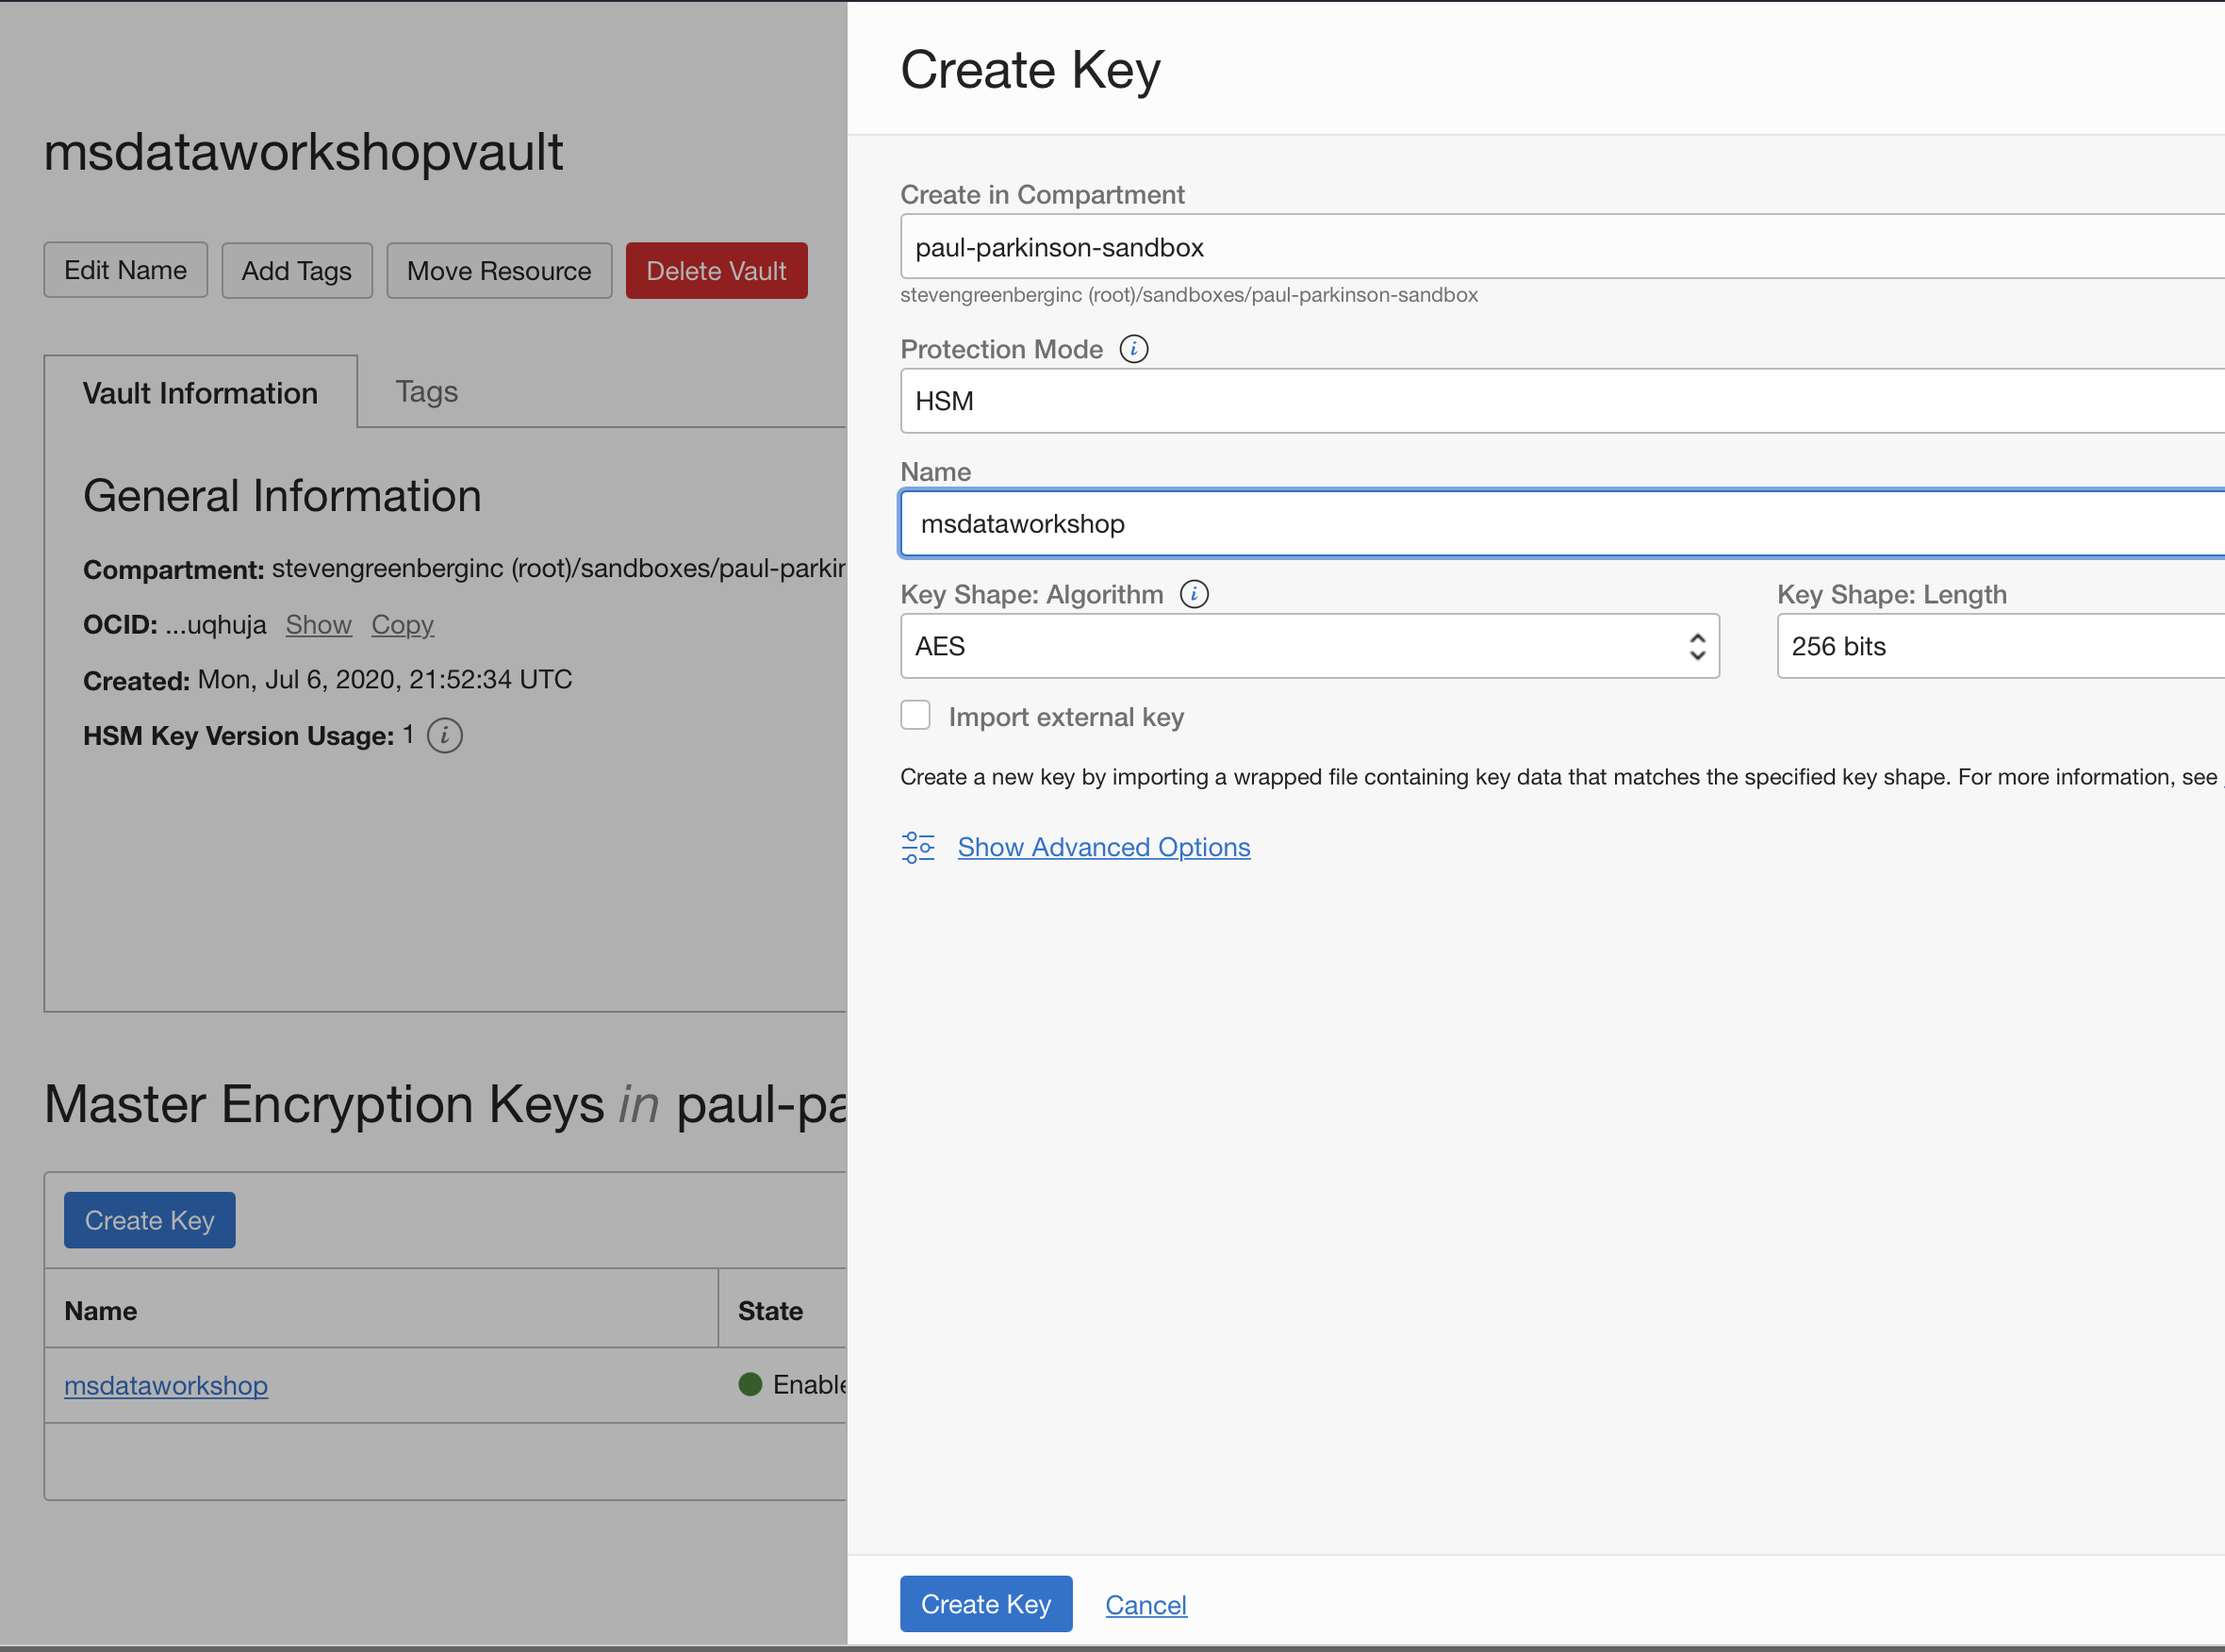 msdataworkshopvault
Edit Name
Add Tags
Move Resource
Delete Vault
Vault Information
Tags
General Information
Compartment: stevengreenberginc (root)/sandboxes/paul-parkin
OCID: ...uqhuja Show Copy
Created: Mon, Jul 6, 2020, 21:52:34 UTC
HSM Key Version Usage: 1
Master Encryption Keys in paul-pa
Create Key
Name
State
msdataworkshop
Enable
Create Key
Create in Compartment
paul-parkinson-sandbox
stevengreenberginc (root)/sandboxes/paul-parkinson-sandbox
Protection Mode
HSM
Name
msdataworkshop
Key Shape: Algorithm
Key Shape: Length
AES
256 bits
Import external key
Create a new key by importing a wrapped file containing key data that matches the specified key shape. For more information, see
Show Advanced Options
Create Key
Cancel